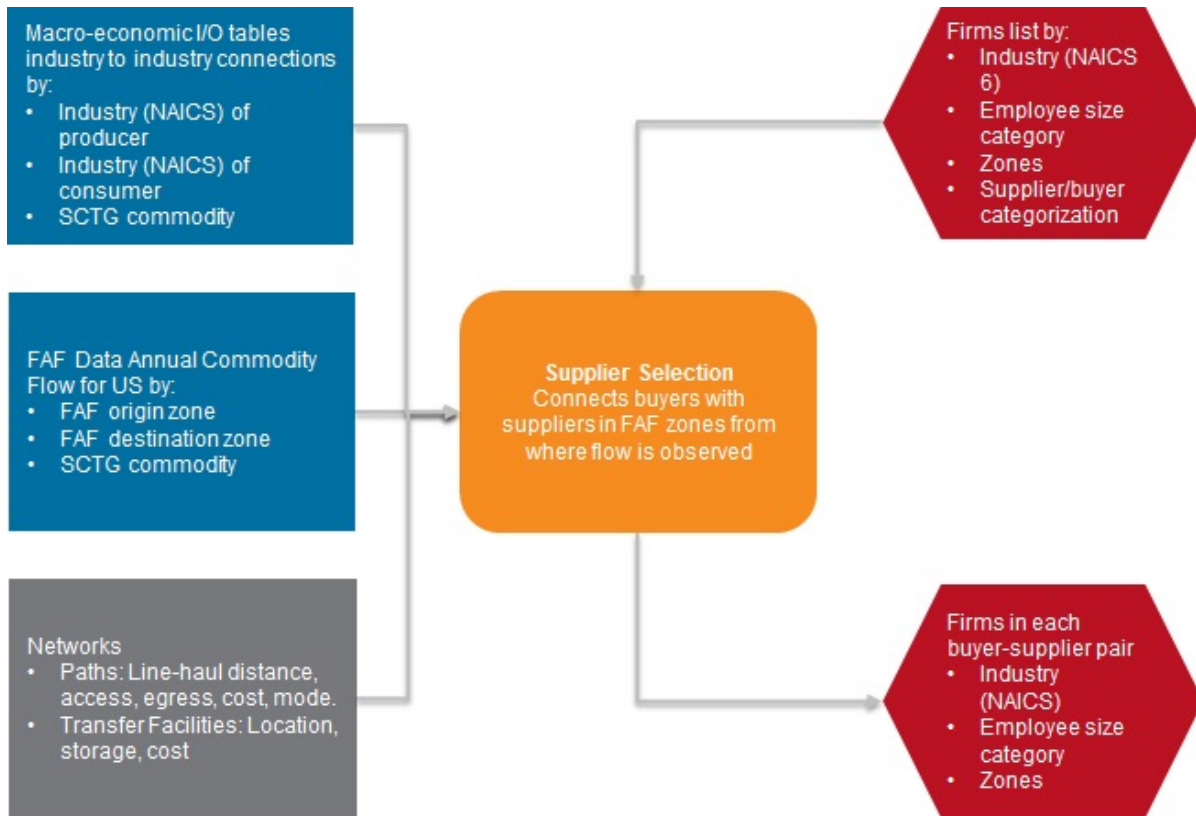 Macro-economic I/O tables
industry to industry connections
by:
• Industry (NAICS) of
producer
• Industry (NAICS) of
consumer
• SCTG commodity
FAF Data Annual Commodity
Flow for US by:
• FAF origin zone
• FAF destination zone
• SCTG commodity
Networks
• Paths: Line-haul distance,
access, egress, cost, mode.
• Transfer Facilities: Location,
storage, cost
Supplier Selection
Connects buyers with
suppliers in FAF zones from
where flow is observed
Firms list by:
• Industry (NAICS
6)
• Employee size
category
• Zones
• Supplier/buyer
categorization
Firms in each
buyer-supplier pair
• Industry
(NAICS)
• Employee size
category
• Zones